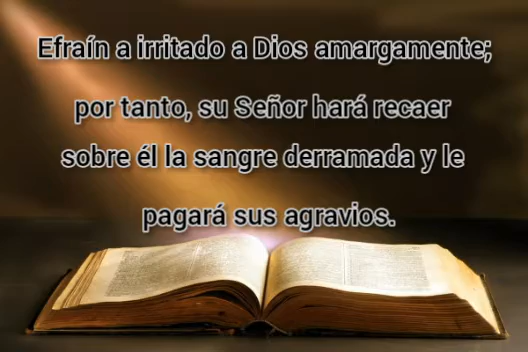 Efraín a irritado a Dios amargamente;
por tanto, su Señor hará recaer
sobre él la sangre derramada y le
pagará sus agravios.